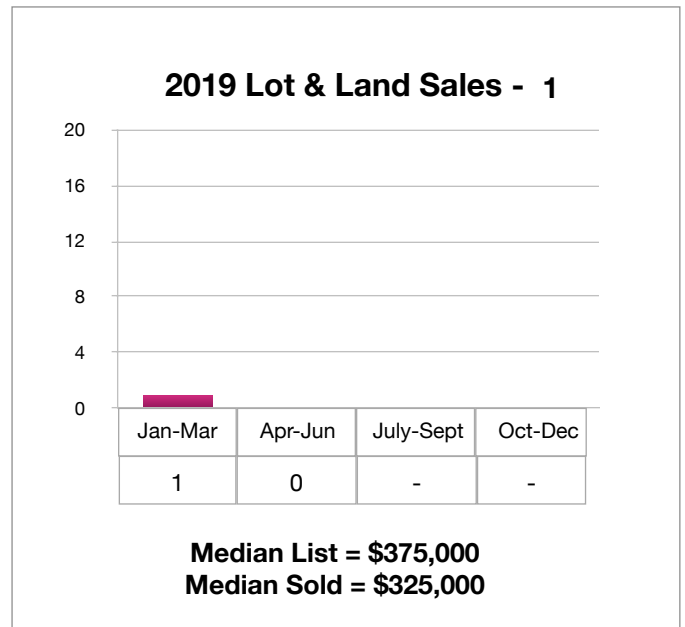 2019 Lot & Land Sales - 1
20
16
12
8
4
0
Jan-Mar Apr-Jun July-Sept Oct-Dec
1 0 - -
Median List = $375,000
Median Sold = $325,000